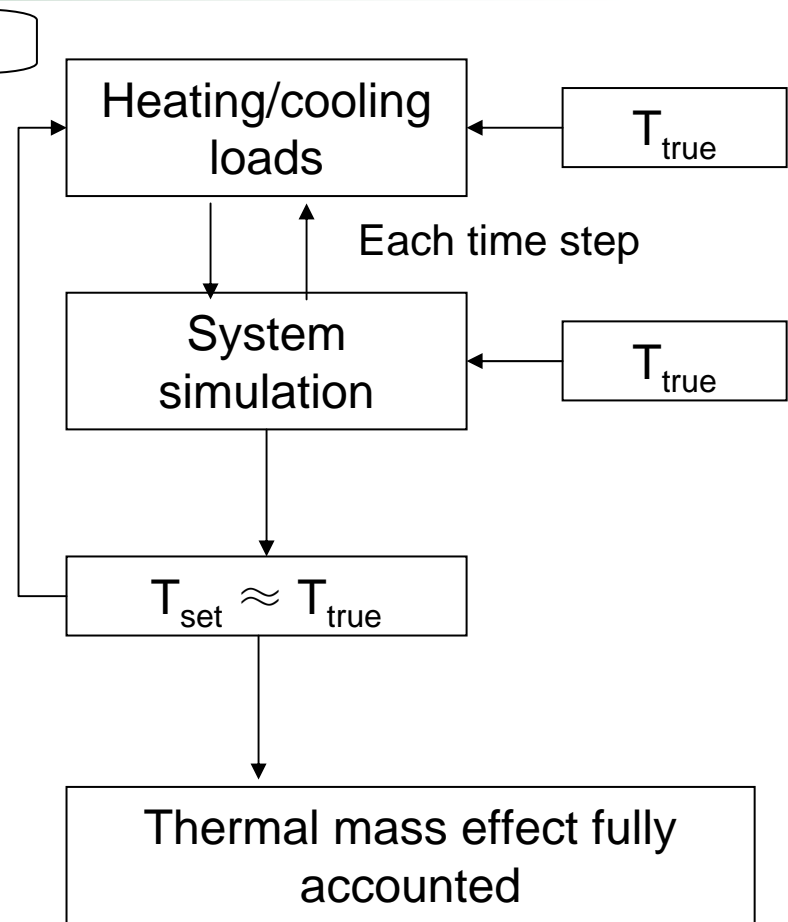 Heating/cooling
loads
T_true
Each time step
System
simulation
T_true
T_set ≈ T_true
Thermal mass effect fully
accounted